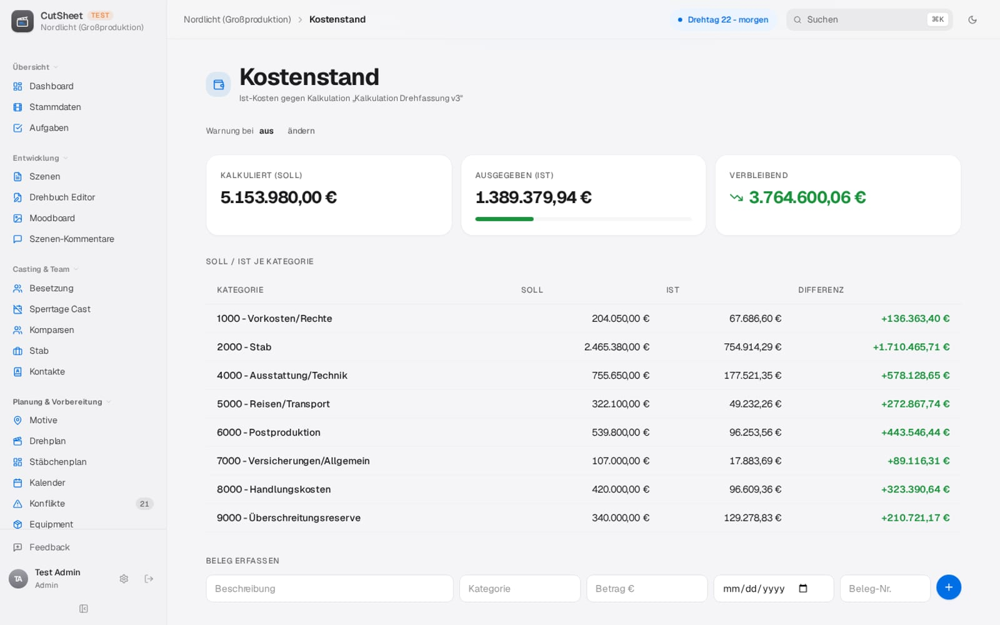 CutSheet TEST
Nordlicht (Großproduktion)
Übersicht
Dashboard
Stammdaten
Aufgaben
Entwicklung
Szenen
Drehbuch Editor
Moodboard
Szenen-Kommentare
Casting & Team
Besetzung
Sperrtage Cast
Komparsen
Stab
Kontakte
Planung & Vorbereitung
Motive
Drehplan
Stäbchenplan
Kalender
Konflikte 21
Equipment
Feedback
TA
Test Admin
Admin
Nordlicht (Großproduktion) > Kostenstand
Drehtag 22 - morgen
Suchen ⌘K
Kostenstand
Ist-Kosten gegen Kalkulation „Kalkulation Drehfassung v3"
Warnung bei aus ändern
KALKULIERT (SOLL)
5.153.980,00 €
AUSGEGEBEN (IST)
1.389.379,94 €
VERBLEIBEND
3.764.600,06 €
SOLL / IST JE KATEGORIE
KATEGORIE SOLL IST DIFFERENZ
1000 - Vorkosten/Rechte 204.050,00 € 67.686,60 € +136.363,40 €
2000 - Stab 2.465.380,00 € 754.914,29 € +1.710.465,71 €
4000 - Ausstattung/Technik 755.650,00 € 177.521,35 € +578.128,65 €
5000 - Reisen/Transport 322.100,00 € 49.232,26 € +272.867,74 €
6000 - Postproduktion 539.800,00 € 96.253,56 € +443.546,44 €
7000 - Versicherungen/Allgemein 107.000,00 € 17.883,69 € +89.116,31 €
8000 - Handlungskosten 420.000,00 € 96.609,36 € +323.390,64 €
9000 - Überschreitungsreserve 340.000,00 € 129.278,83 € +210.721,17 €
BELEG ERFASSEN
Beschreibung Kategorie Betrag € mm/dd/yyyy Beleg-Nr.